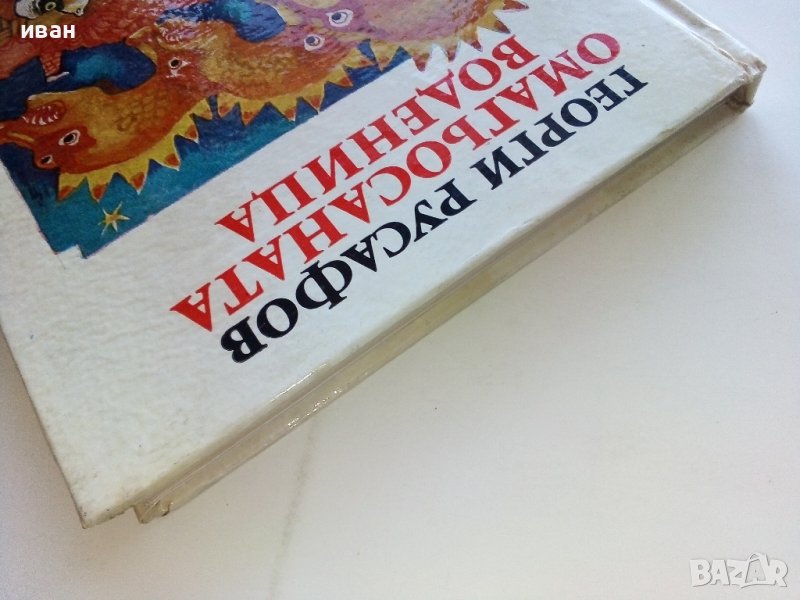 иван
ГЕОРГИ РУСАФОВ
ОМАГЬОСАНАТА
ВОДЕНИЦА
BAZAR